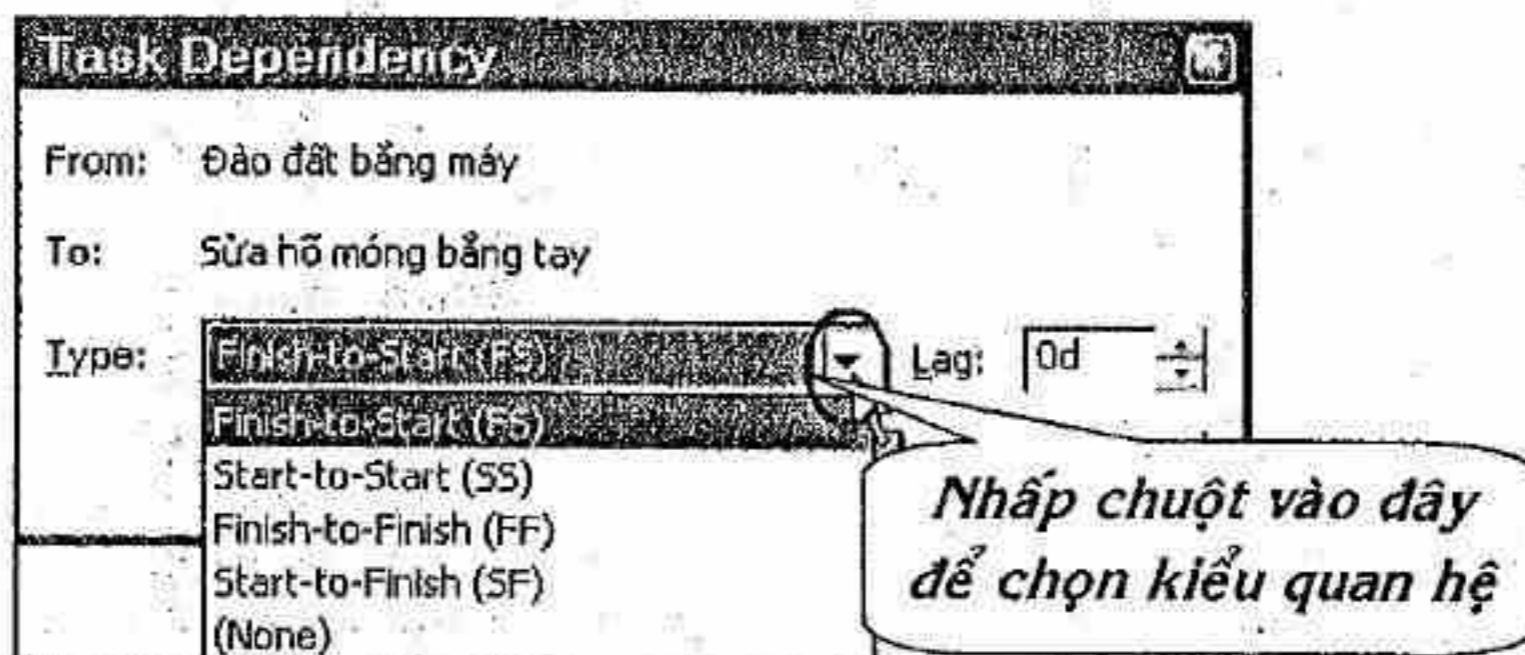 Task Dependency
From: Đào đất bằng máy
To: Sửa hố móng bằng tay
Type: Finish-to-Start (FS) Lag: 0d
Finish-to-Start (FS)
Start-to-Start (SS)
Finish-to-Finish (FF)
Start-to-Finish (SF)
(None)
Nhấp chuột vào đây
để chọn kiểu quan hệ